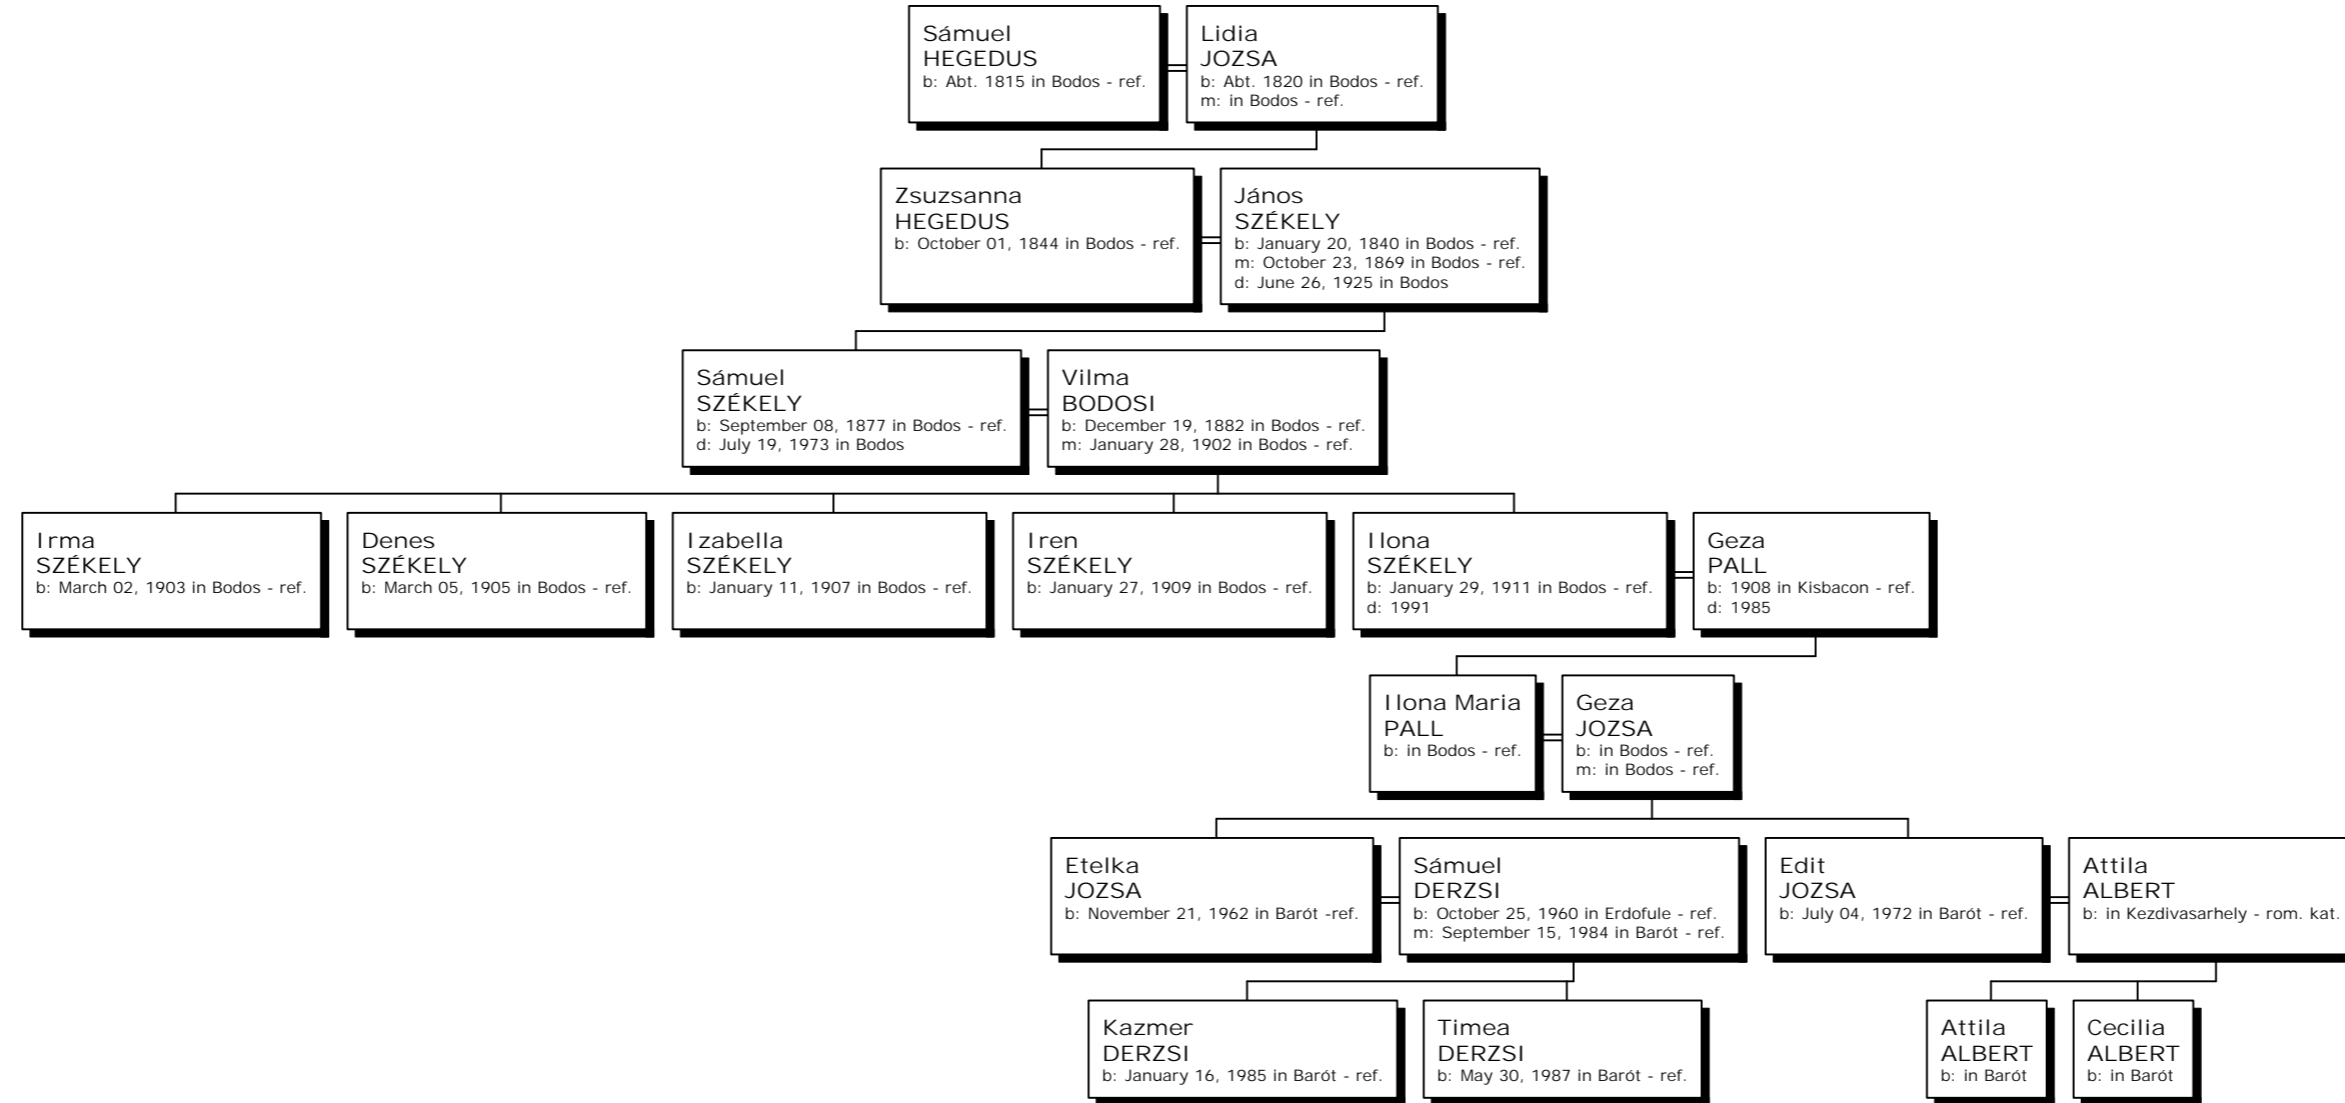 Sámuel
HEGEDUS
b: Abt. 1815 in Bodos - ref.
Lidia
JOZSA
b: Abt. 1820 in Bodos - ref.
m: in Bodos - ref.
Zsuzsanna
HEGEDUS
b: October 01, 1844 in Bodos - ref.
János
SZÉKELY
b: January 20, 1840 in Bodos - ref.
m: October 23, 1869 in Bodos - ref.
d: June 26, 1925 in Bodos
Sámuel
SZÉKELY
b: September 08, 1877 in Bodos - ref.
d: July 19, 1973 in Bodos
Vilma
BODOSI
b: December 19, 1882 in Bodos - ref.
m: January 28, 1902 in Bodos - ref.
Irma
SZÉKELY
b: March 02, 1903 in Bodos - ref.
Denes
SZÉKELY
b: March 05, 1905 in Bodos - ref.
Izabella
SZÉKELY
b: January 11, 1907 in Bodos - ref.
Iren
SZÉKELY
b: January 27, 1909 in Bodos - ref.
Ilona
SZÉKELY
b: January 29, 1911 in Bodos - ref.
d: 1991
Geza
PALL
b: 1908 in Kisbacon - ref.
d: 1985
Ilona Maria
PALL
b: in Bodos - ref.
Geza
JOZSA
b: in Bodos - ref.
m: in Bodos - ref.
Etelka
JOZSA
b: November 21, 1962 in Barót -ref.
Sámuel
DERZSI
b: October 25, 1960 in Erdofule - ref.
m: September 15, 1984 in Barót - ref.
Edit
JOZSA
b: July 04, 1972 in Barót - ref.
Attila
ALBERT
b: in Kezdivasarhely - rom. kat.
Kazmer
DERZSI
b: January 16, 1985 in Barót - ref.
Timea
DERZSI
b: May 30, 1987 in Barót - ref.
Attila
ALBERT
b: in Barót
Cecilia
ALBERT
b: in Barót